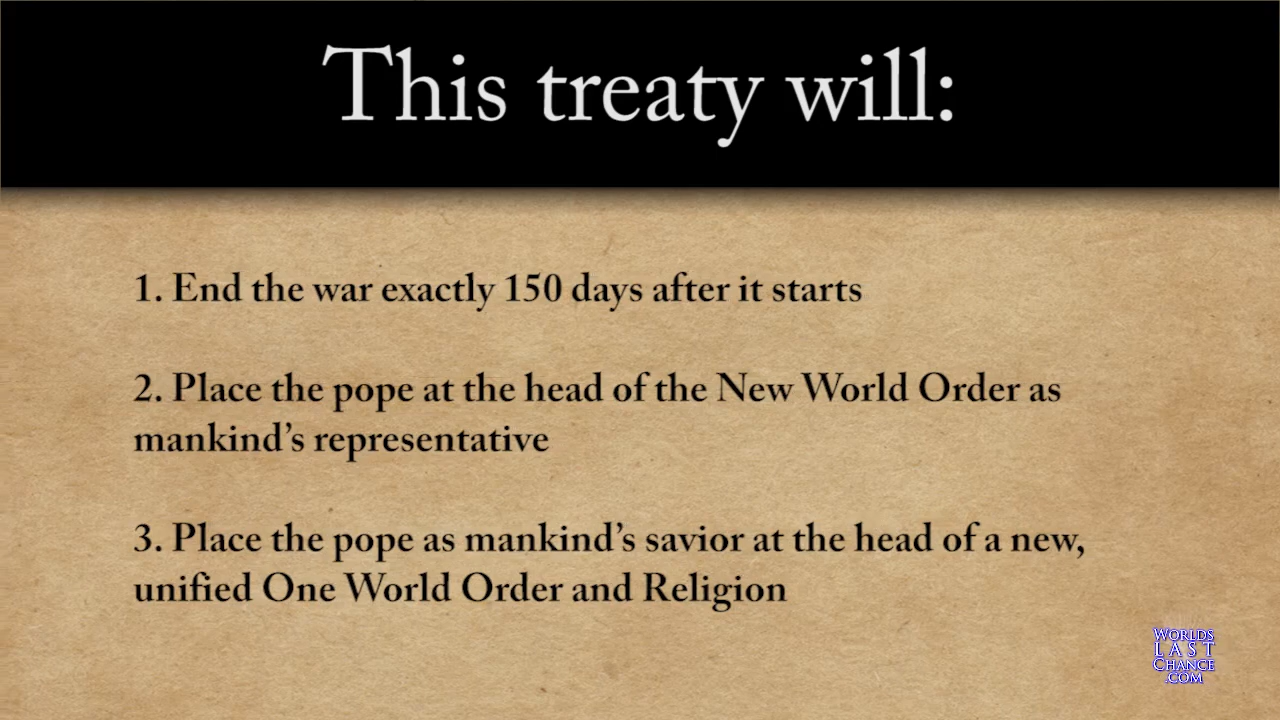 This treaty will:
1. End the war exactly 150 days after it starts
2. Place the pope at the head of the New World Order as
mankind’s representative
3. Place the pope as mankind’s savior at the head of a new,
unified One World Order and Religion
WORLDS
LAST
CHANCE
.COM